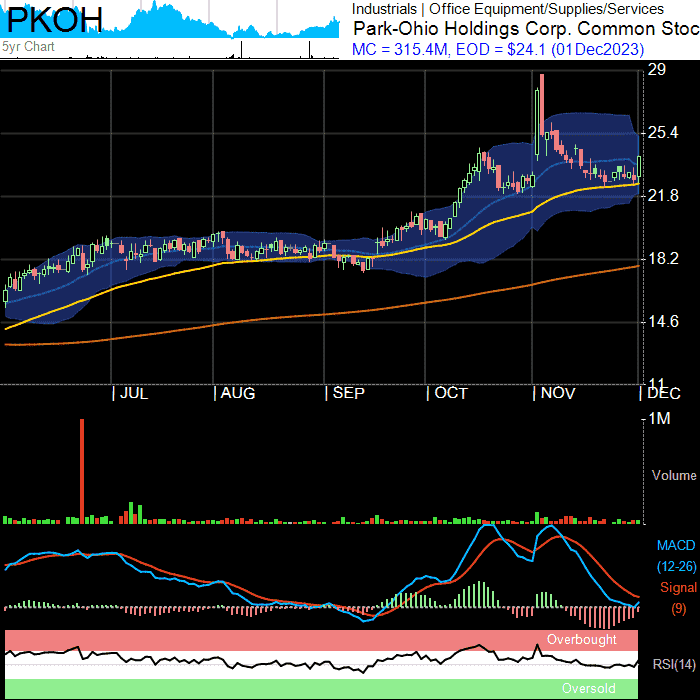 PKOH
5yr Chart
Industrials | Office Equipment/Supplies/Services
Park-Ohio Holdings Corp. Common Stoc
MC = 315.4M, EOD = $24.1 (01Dec2023)
29
25.4
21.8
18.2
14.6
11
| JUL | AUG | SEP | OCT | NOV | DEC
1M
Volume
MACD
(12-26)
Signal
(9)
Overbought
RSI(14)
Oversold